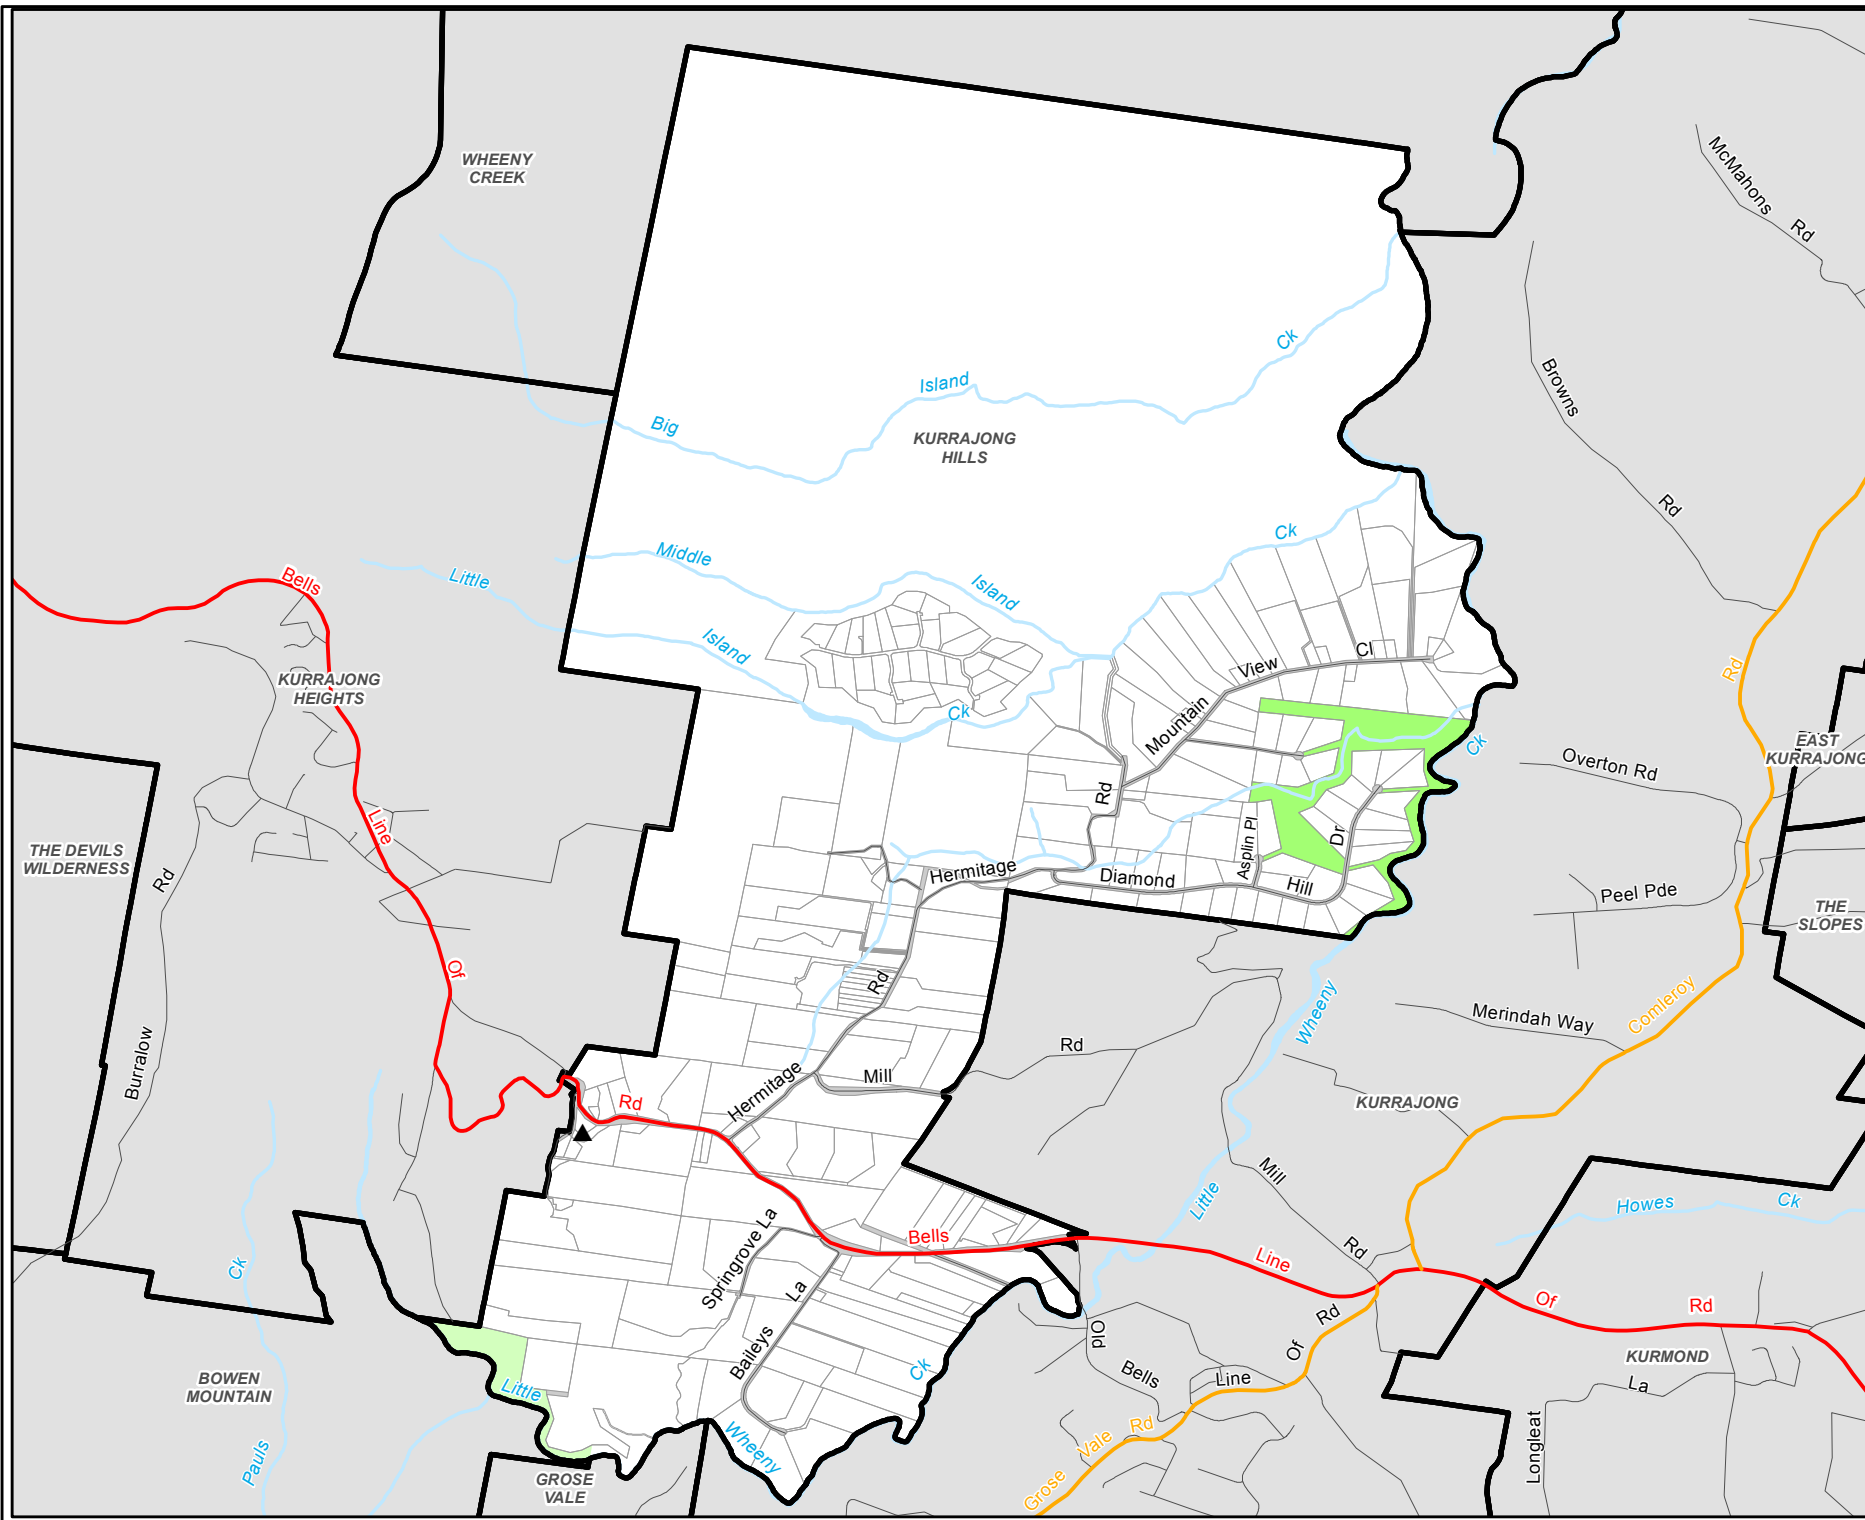 WHEENY
CREEK
McMahons
Rd
Ck
Island
Big
KURRAJONG
HILLS
Browns
Rd
Ck
Middle
Island
Little
Island
Bells
KURRAJONG
HEIGHTS
View
Cl
Mountain
Ck
Ck
Rd
EAST
KURRAJONG
Overton Rd
Rd
Line
Asplin Pl
Dr
THE DEVILS
WILDERNESS
Rd
Hermitage
Diamond
Hill
Peel Pde
THE
SLOPES
Of
Rd
Wheeny
Comleroy
Merindah Way
Rd
Burralow
Mill
Hermitage
Rd
KURRAJONG
Mill
Little
Howes
Ck
Springrove La
Bells
Line
Rd
Ck
La
Of
Rd
Old
Rd
Of
Baileys
Ck
Bells
Line
KURMOND
La
BOWEN
MOUNTAIN
Little
Wheeny
Vale
Rd
Grose
Longleat
Pauls
GROSE
VALE